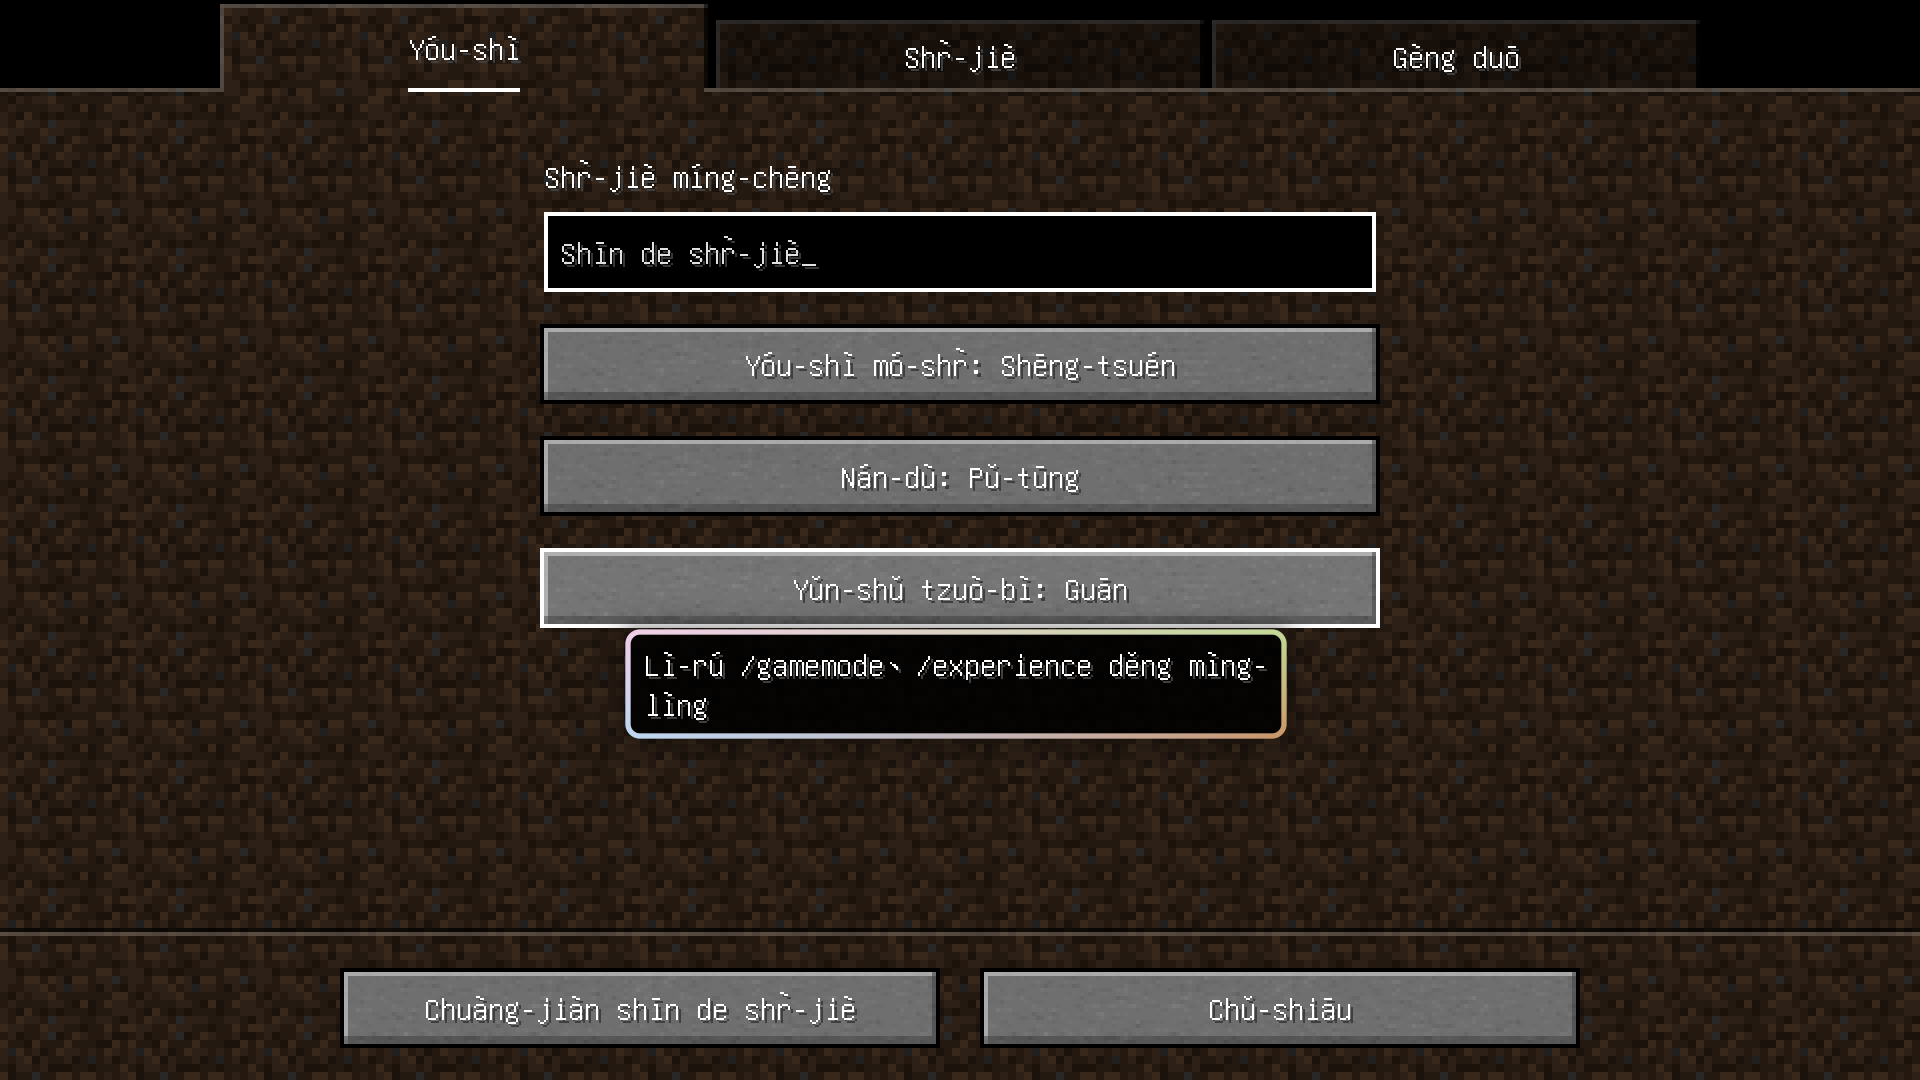 Yóu-shì
Shr̀-jiè
Gèng duō
Shr̀-jiè míng-chēng
Shīn de shr̀-jiè_
Yóu-shì mó-shr̀: Shēng-tsuén
Nán-dù: Pǔ-tūng
Yǔn-shǔ tzuò-bì: Guān
Lì-rú /gamemode、 /experience děng mìng-
lìng
Chuàng-jiàn shīn de shr̀-jiè
Chǔ-shiāu